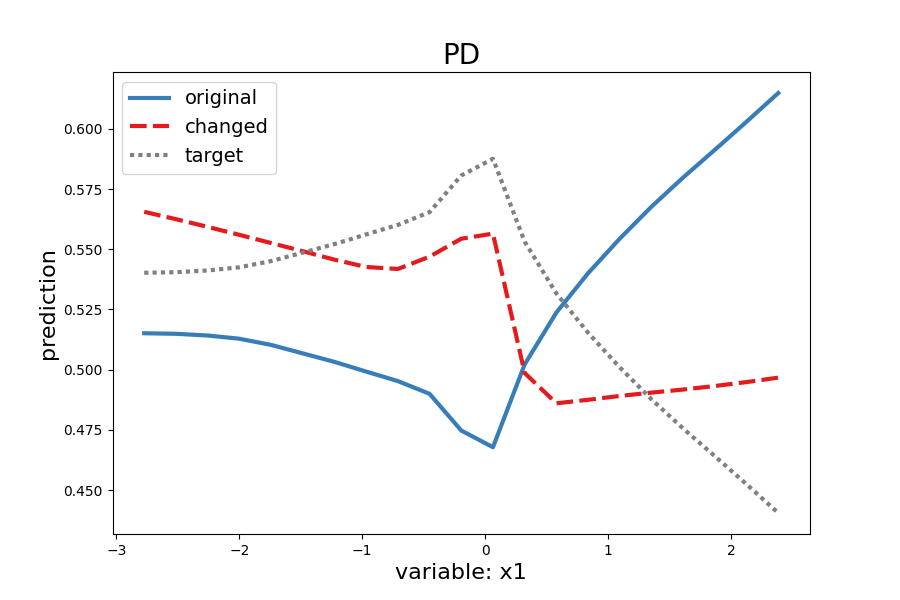 PD
original
changed
target
0.600
0.575
0.550
0.525
0.500
0.475
0.450
prediction
−3
−2
−1
0
1
2
variable: x1